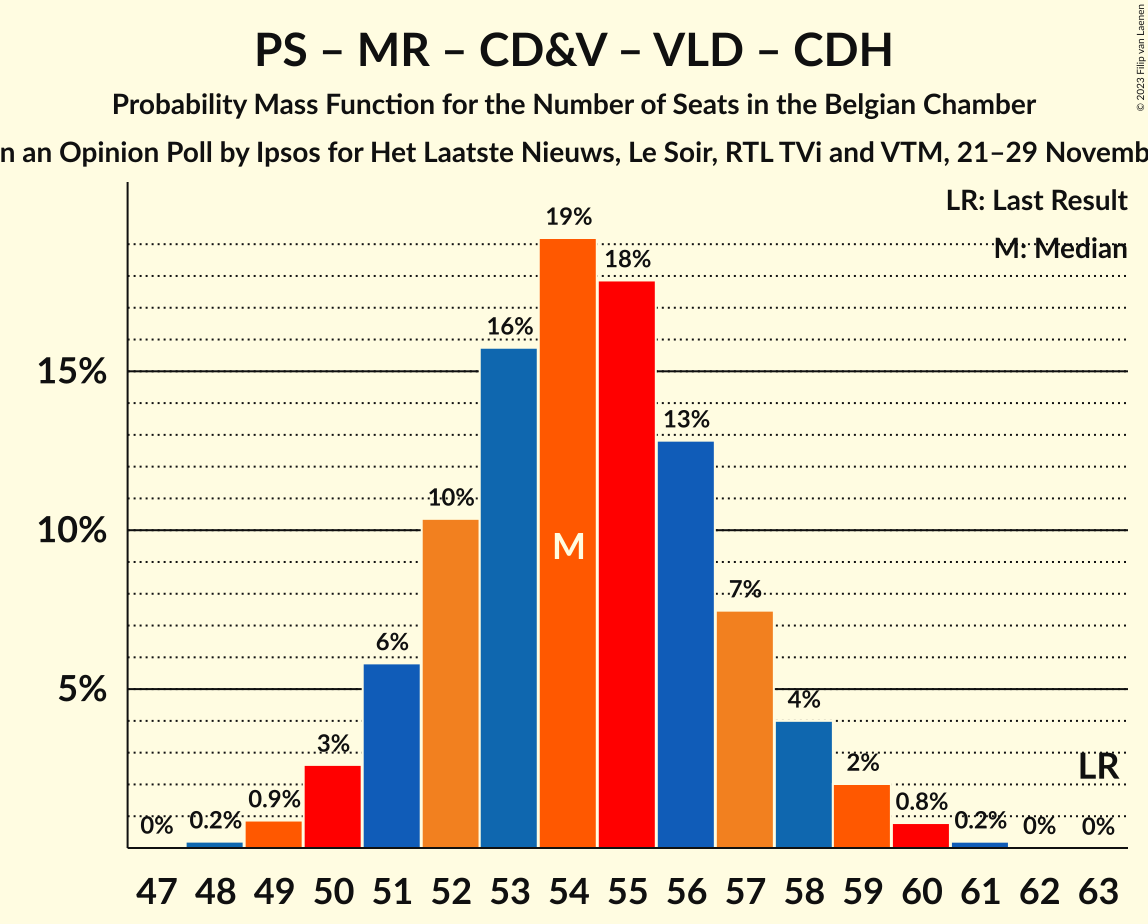 PS – MR – CD&V – VLD – CDH
Probability Mass Function for the Number of Seats in the Belgian Chamber
n an Opinion Poll by Ipsos for Het Laatste Nieuws, Le Soir, RTL TVi and VTM, 21–29 Novemb
© 2023 Filip van Laenen
LR: Last Result
M: Median
19%
18%
16%
15%
13%
10%
M
10%
7%
6%
5%
4%
3%
2%
LR
0.9%
0.8%
0% 0.2% 0.2% 0% 0%
47 48 49 50 51 52 53 54 55 56 57 58 59 60 61 62 63